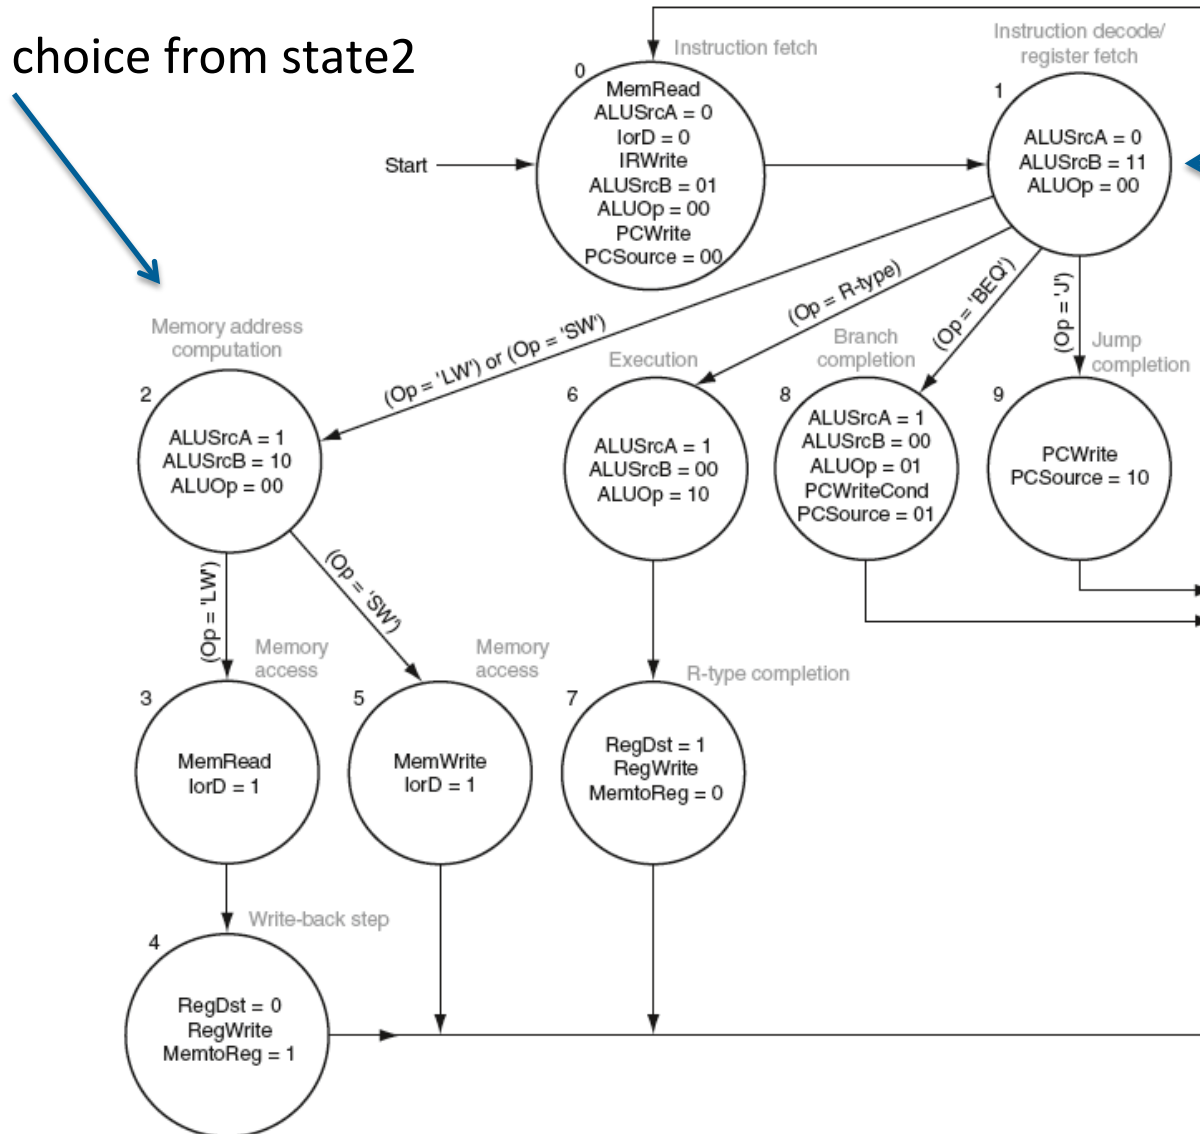 choice from state2
Instruction fetch
0
MemRead
ALUSrcA = 0
IorD = 0
IRWrite
ALUSrcB = 01
ALUOp = 00
PCWrite
PCSource = 00
Start
Instruction decode/
register fetch
1
ALUSrcA = 0
ALUSrcB = 11
ALUOp = 00
(Op = 'LW') or (Op = 'SW')
(Op = R-type)
(Op = 'BEQ')
(Op = 'J')
Memory address
computation
2
ALUSrcA = 1
ALUSrcB = 10
ALUOp = 00
Execution
6
ALUSrcA = 1
ALUSrcB = 00
ALUOp = 10
Branch
completion
8
ALUSrcA = 1
ALUSrcB = 00
ALUOp = 01
PCWriteCond
PCSource = 01
Jump
completion
9
PCWrite
PCSource = 10
(Op = 'LW')
(Op = 'SW')
Memory
access
3
MemRead
IorD = 1
Memory
access
5
MemWrite
IorD = 1
R-type completion
7
RegDst = 1
RegWrite
MemtoReg = 0
Write-back step
4
RegDst = 0
RegWrite
MemtoReg = 1